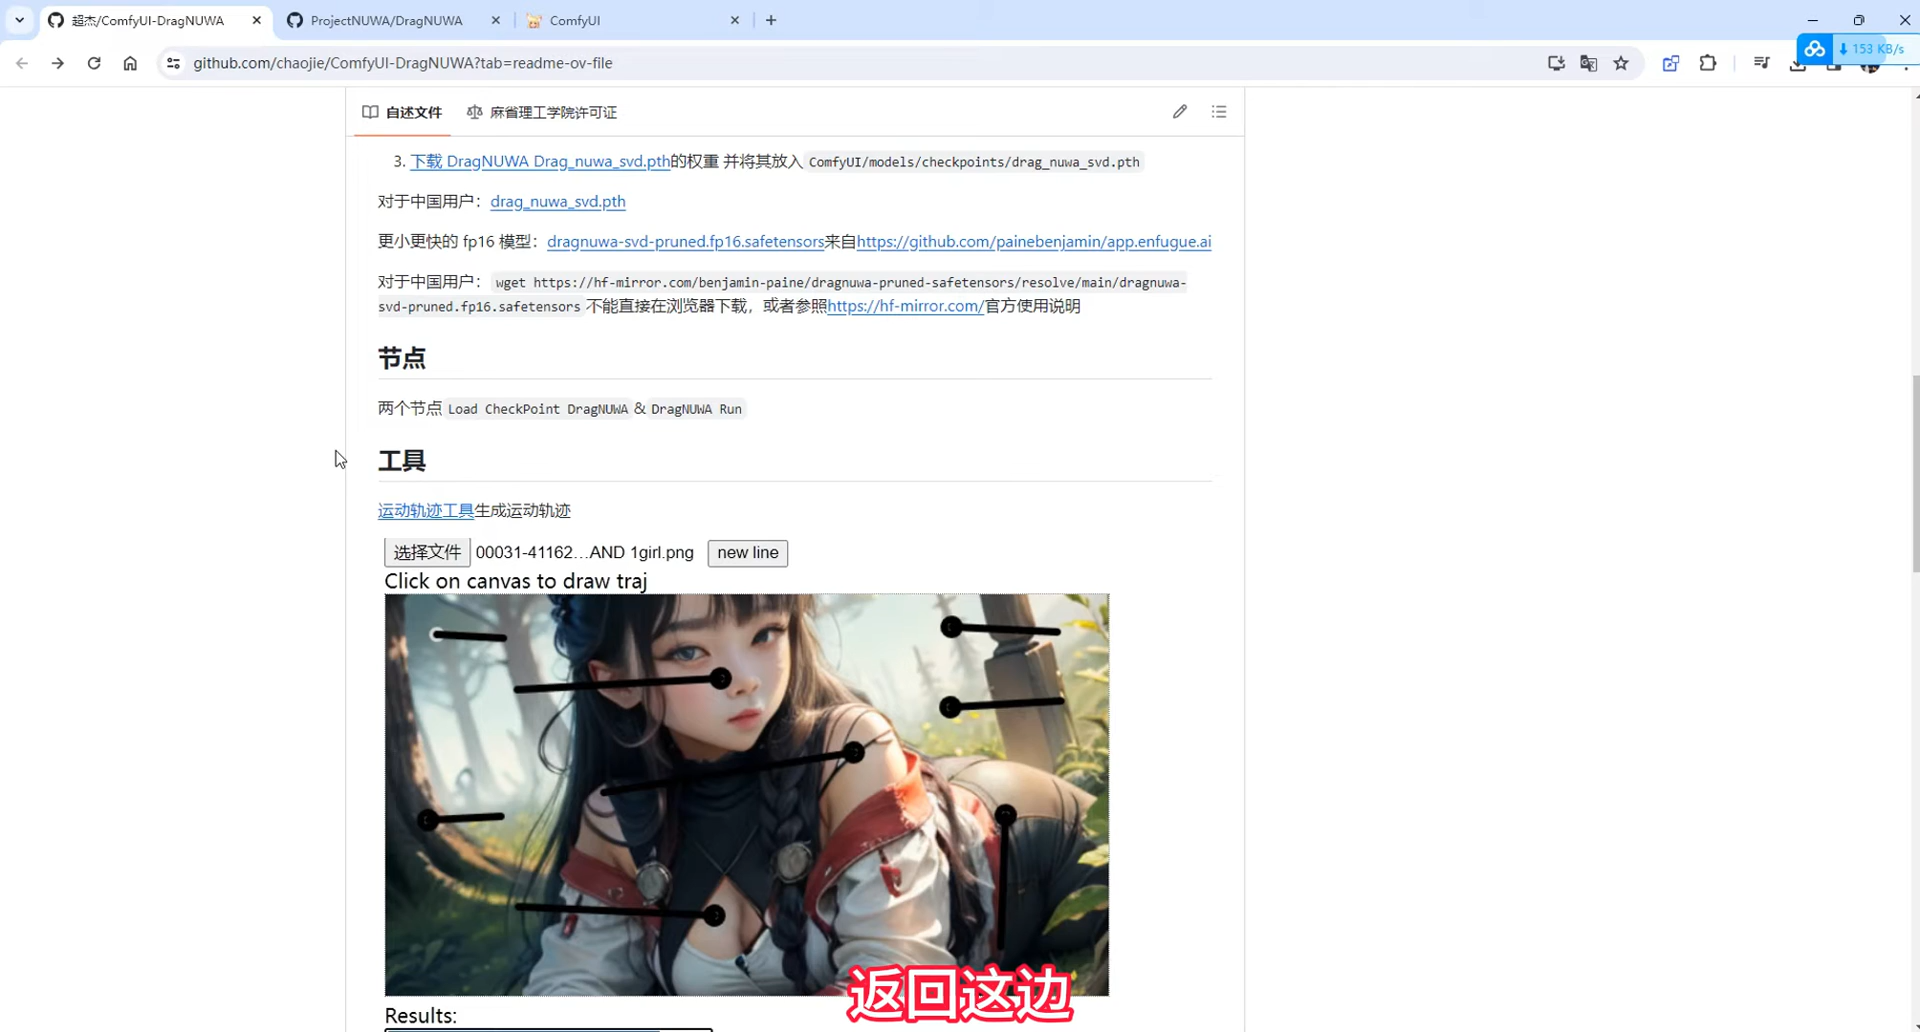 超杰/ComfyUI-DragNUWA
ProjectNUWA/DragNUWA
ComfyUI
github.com/chaojie/ComfyUI-DragNUWA?tab=readme-ov-file
153 KB/s
自述文件
麻省理工学院许可证
3. 下载 DragNUWA Drag_nuwa_svd.pth的权重 并将其放入 ComfyUI/models/checkpoints/drag_nuwa_svd.pth
对于中国用户：drag_nuwa_svd.pth
更小更快的 fp16 模型：dragnuwa-svd-pruned.fp16.safetensors来自https://github.com/painebenjamin/app.enfugue.ai
对于中国用户： wget https://hf-mirror.com/benjamin-paine/dragnuwa-pruned-safetensors/resolve/main/dragnuwa-
svd-pruned.fp16.safetensors 不能直接在浏览器下载，或者参照https://hf-mirror.com/官方使用说明
节点
两个节点 Load CheckPoint DragNUWA & DragNUWA Run
工具
运动轨迹工具生成运动轨迹
选择文件 00031-41162...AND 1girl.png new line
Click on canvas to draw traj
返回这边
Results: